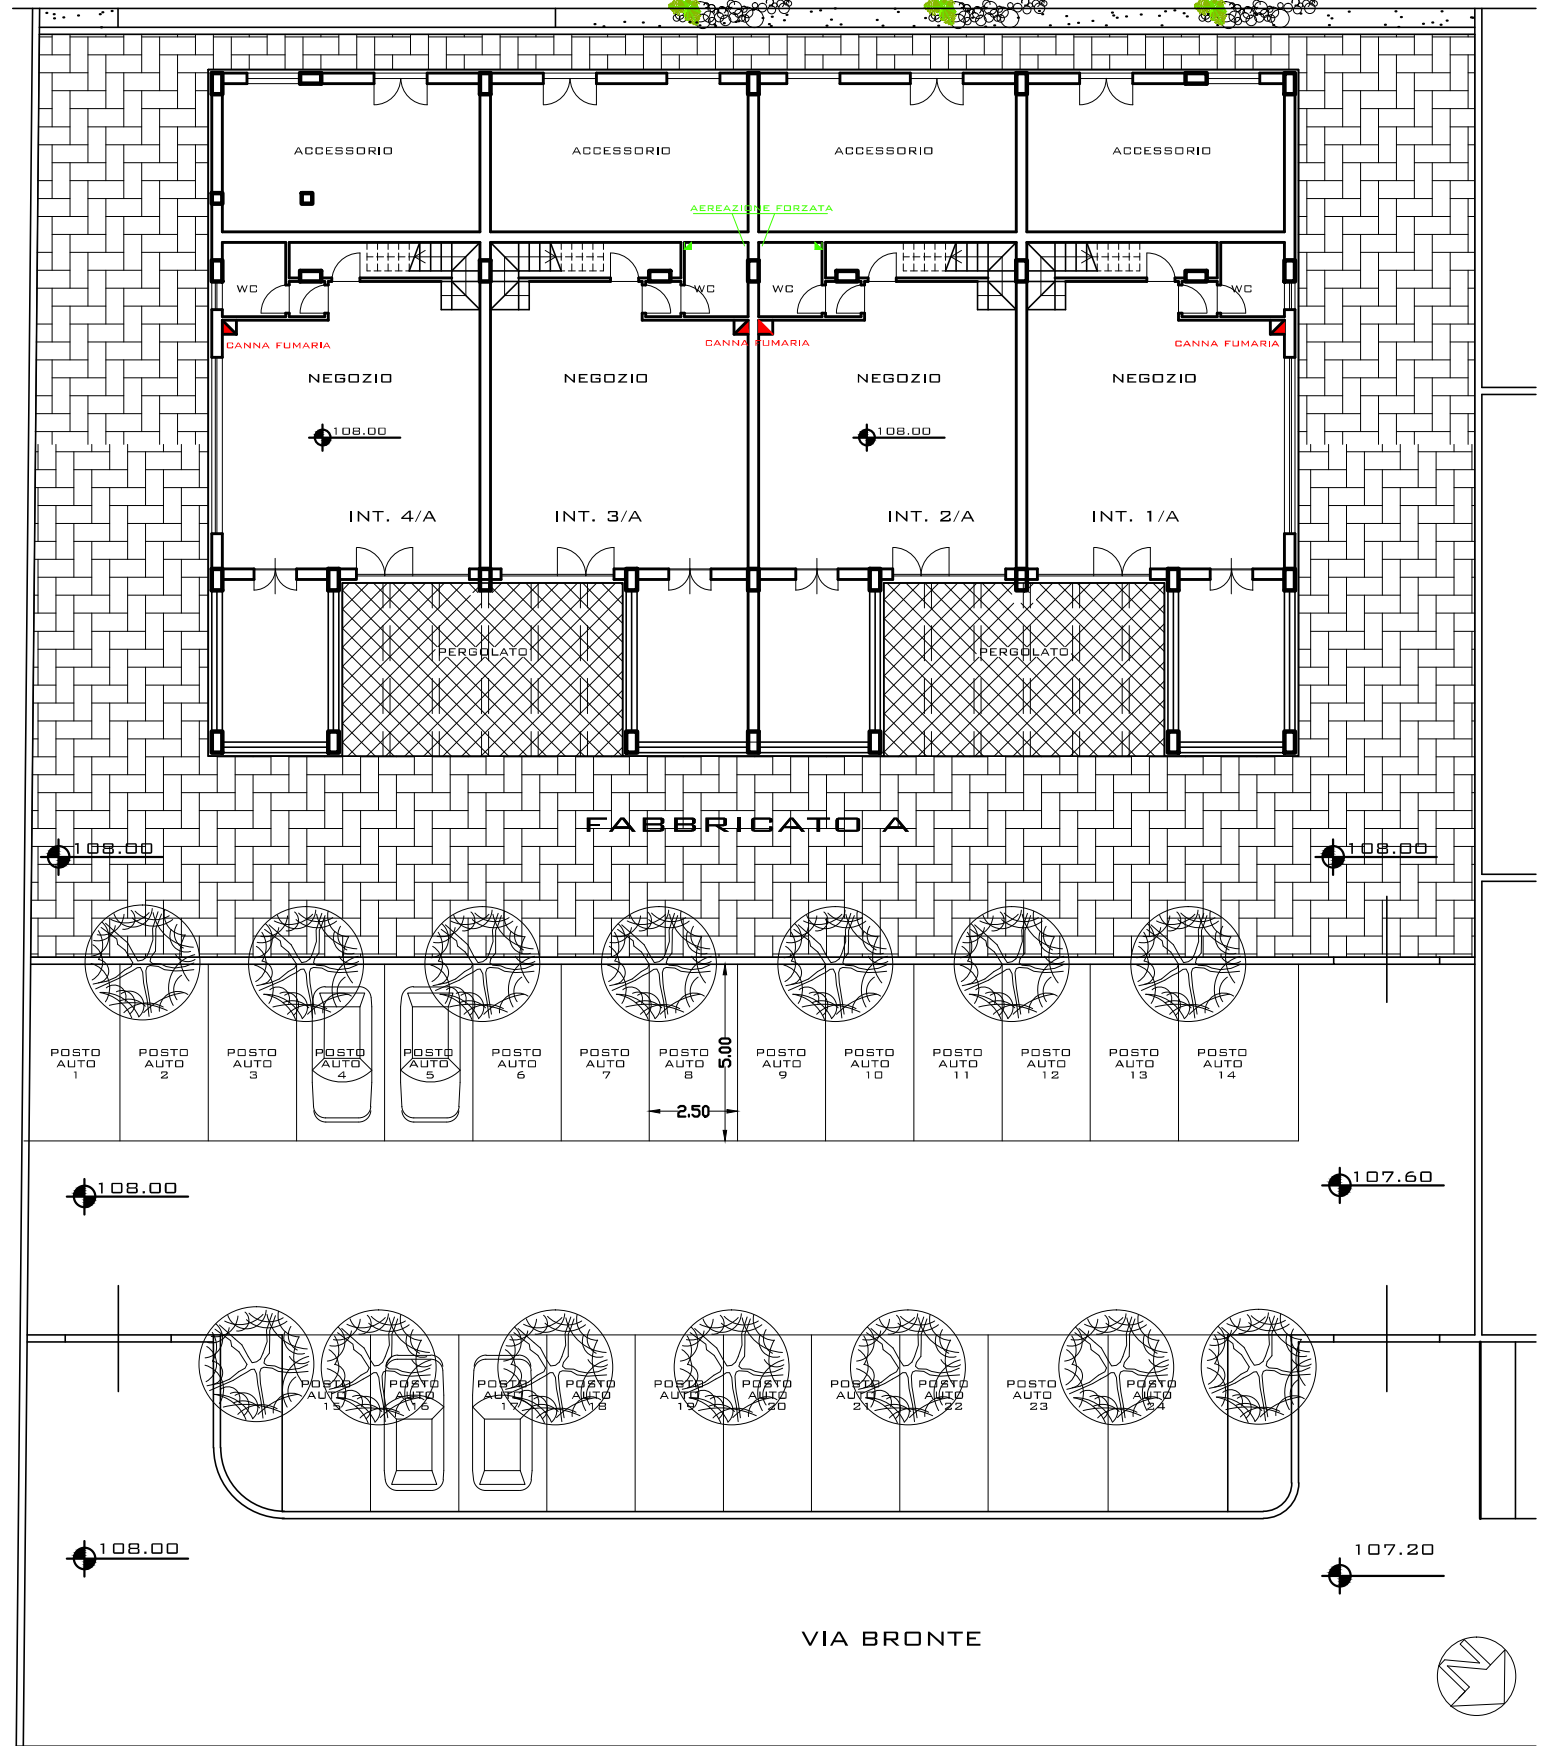 ACCESSORIO
ACCESSORIO
ACCESSORIO
ACCESSORIO
AEREAZIONE FORZATA
WC
WC
WC
WC
CANNA FUMARIA
CANNA FUMARIA
CANNA FUMARIA
NEGOZIO
NEGOZIO
NEGOZIO
NEGOZIO
108.00
108.00
INT. 4/A
INT. 3/A
INT. 2/A
INT. 1/A
PERGOLATO
PERGOLATO
FABBRICATO A
108.00
108.00
POSTO
AUTO
1
POSTO
AUTO
2
POSTO
AUTO
3
POSTO
AUTO
4
POSTO
AUTO
5
POSTO
AUTO
6
POSTO
AUTO
7
POSTO
AUTO
8
POSTO
AUTO
9
POSTO
AUTO
10
POSTO
AUTO
11
POSTO
AUTO
12
POSTO
AUTO
13
POSTO
AUTO
14
5.00
2.50
108.00
107.60
POSTO
AUTO
15
POSTO
AUTO
16
POSTO
AUTO
17
POSTO
AUTO
18
POSTO
AUTO
19
POSTO
AUTO
20
POSTO
AUTO
21
POSTO
AUTO
22
POSTO
AUTO
23
POSTO
AUTO
24
108.00
107.20
VIA BRONTE
N